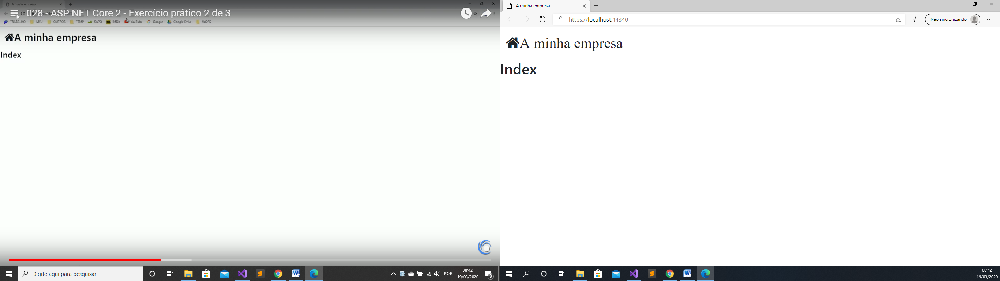 A minha empresa
028 - ASP NET Core 2 - Exercício prático 2 de 3
TRABALHO MEU OUTROS TEMP SAPO IMDb YouTube Google Google Drive WORK
A minha empresa
Index
Digite aqui para pesquisar
POR
08:42
19/03/2020
3
A minha empresa
https://localhost:44340
Não sincronizando
A minha empresa
Index
08:42
19/03/2020